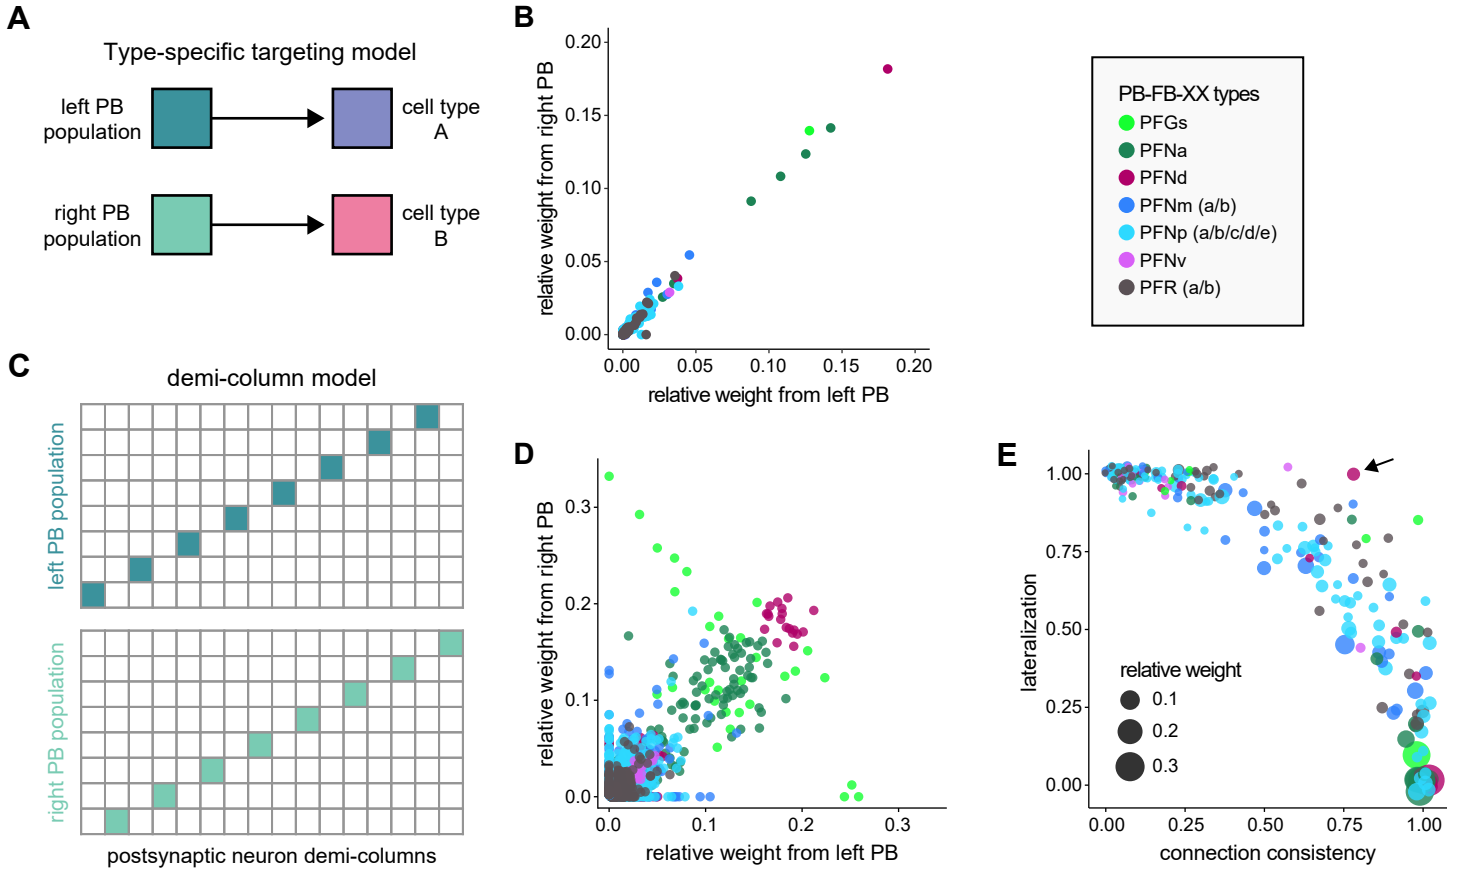 A
Type-specific targeting model
left PB
population
cell type
A
right PB
population
cell type
B
B
relative weight from right PB
0.20
0.15
0.10
0.05
0.00
0.00
0.05
0.10
0.15
0.20
relative weight from left PB
PB-FB-XX types
PFGs
PFNa
PFNd
PFNm (a/b)
PFNp (a/b/c/d/e)
PFNv
PFR (a/b)
C
demi-column model
left PB population
right PB population
postsynaptic neuron demi-columns
D
relative weight from right PB
0.3
0.2
0.1
0.0
0.0
0.1
0.2
0.3
relative weight from left PB
E
lateralization
1.00
0.75
0.50
0.25
0.00
relative weight
0.1
0.2
0.3
0.00
0.25
0.50
0.75
1.00
connection consistency